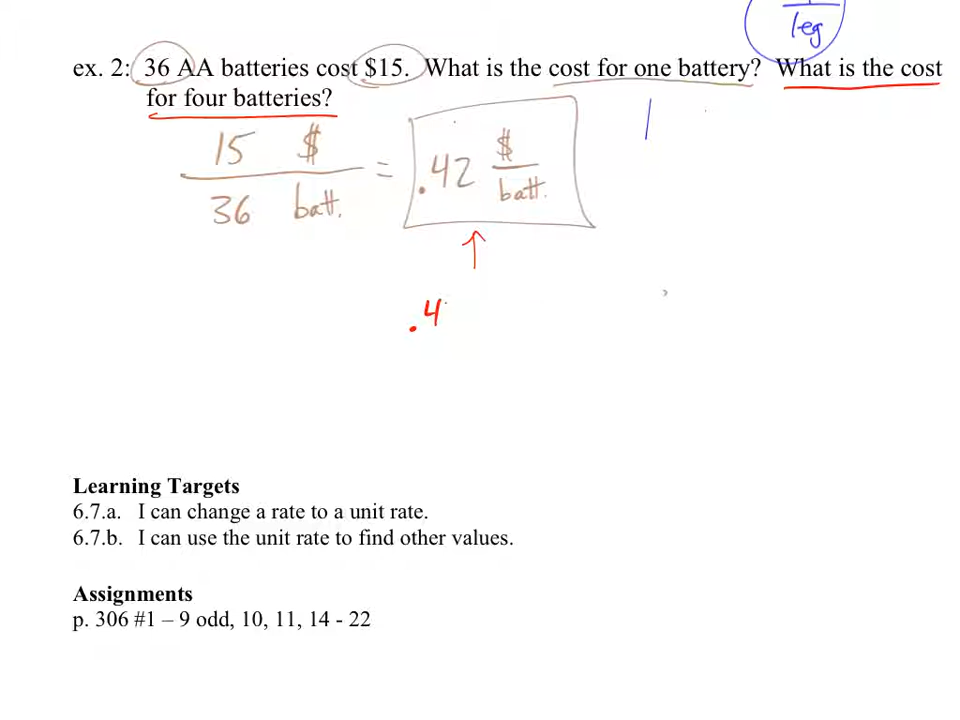 leg
ex. 2: 36 AA batteries cost $15. What is the cost for one battery? What is the cost
for four batteries?
15 $
36 batt.
= .42 $
batt.
.4
Learning Targets
6.7.a. I can change a rate to a unit rate.
6.7.b. I can use the unit rate to find other values.
Assignments
p. 306 #1 – 9 odd, 10, 11, 14 - 22